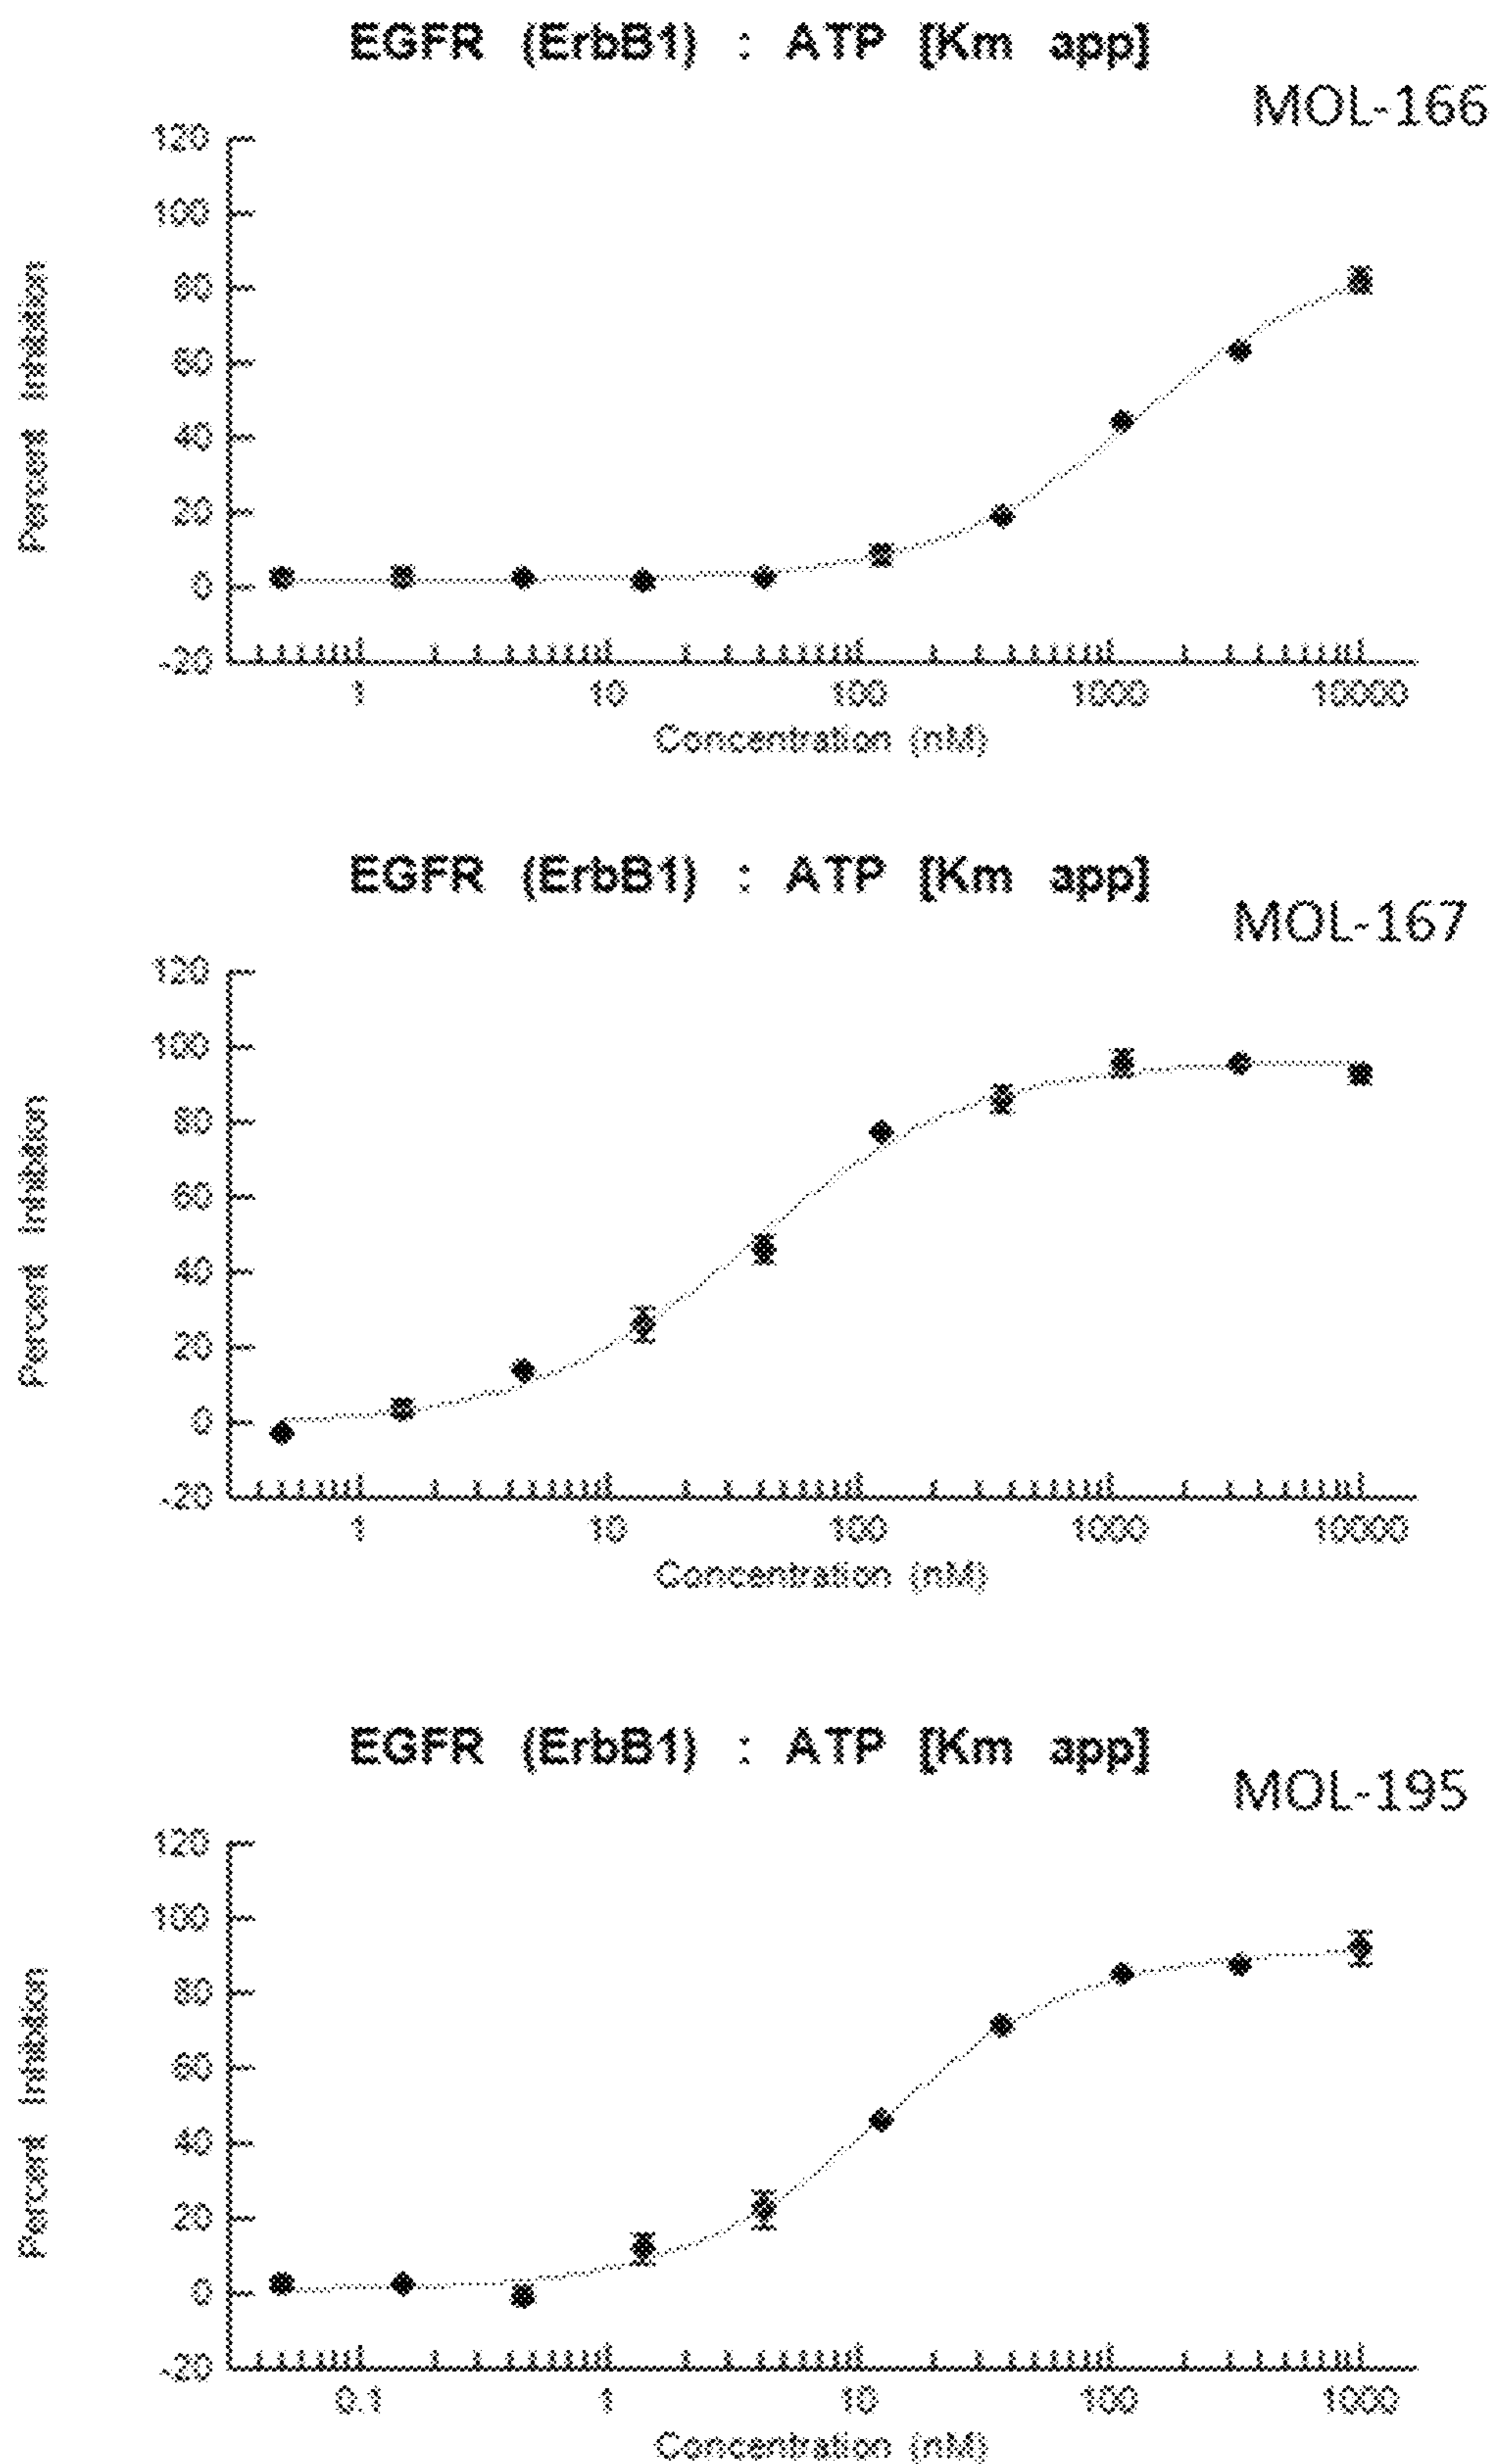 EGFR (ErbB1) : ATP [Km app]
MOL-166
120
100
80
60
40
20
0
-20
Percent Inhibition
1 10 100 1000 10000
Concentration (nM)
EGFR (ErbB1) : ATP [Km app]
MOL-167
120
100
80
60
40
20
0
-20
Percent Inhibition
1 10 100 1000 10000
Concentration (nM)
EGFR (ErbB1) : ATP [Km app]
MOL-195
120
100
80
60
40
20
0
-20
Percent Inhibition
0.1 1 10 100 1000
Concentration (nM)